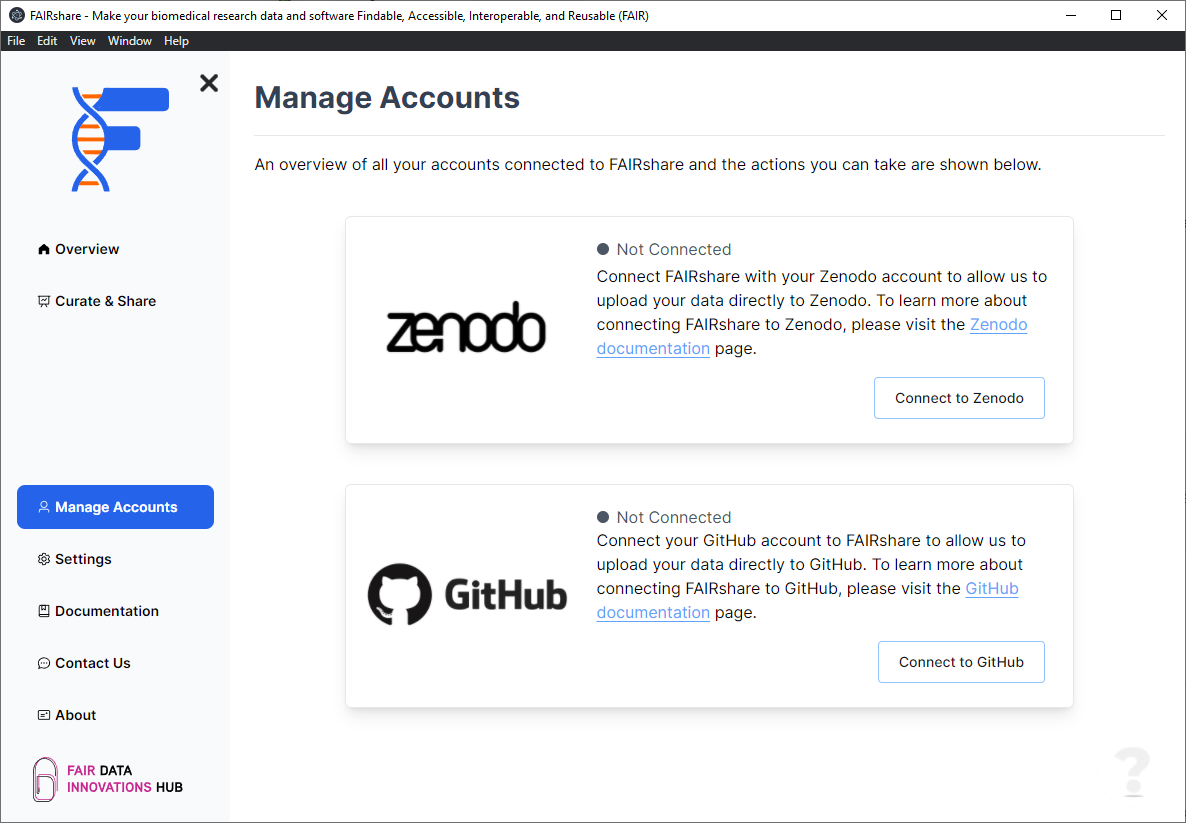 FAIRshare - Make your biomedical research data and software Findable, Accessible, Interoperable, and Reusable (FAIR)
File Edit View Window Help
Overview
Curate & Share
Manage Accounts
Settings
Documentation
Contact Us
About
FAIR DATA
INNOVATIONS HUB
Manage Accounts
An overview of all your accounts connected to FAIRshare and the actions you can take are shown below.
zenodo
Not Connected
Connect FAIRshare with your Zenodo account to allow us to
upload your data directly to Zenodo. To learn more about
connecting FAIRshare to Zenodo, please visit the Zenodo
documentation page.
Connect to Zenodo
GitHub
Not Connected
Connect your GitHub account to FAIRshare to allow us to
upload your data directly to GitHub. To learn more about
connecting FAIRshare to GitHub, please visit the GitHub
documentation page.
Connect to GitHub
?